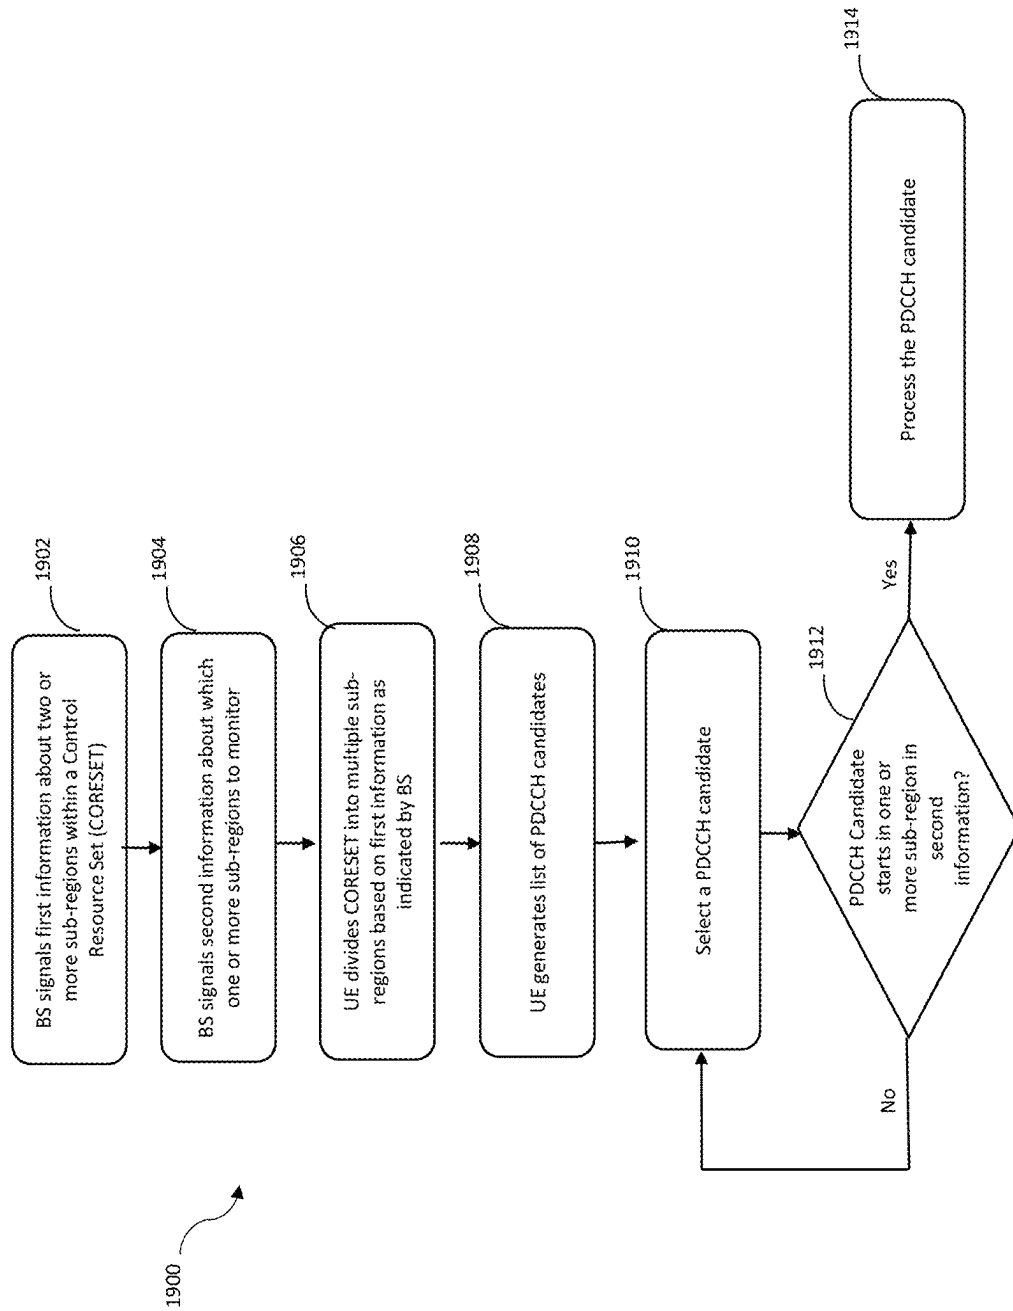 1900
1902
BS signals first information about two or
more sub-regions within a Control
Resource Set (CORESET)
1904
BS signals second information about which
one or more sub-regions to monitor
1906
UE divides CORESET into multiple sub-
regions based on first information as
indicated by BS
1908
UE generates list of PDCCH candidates
1910
Select a PDCCH candidate
1912
PDCCH Candidate
starts in one or
more sub-region in
second
information?
No
Yes
1914
Process the PDCCH candidate